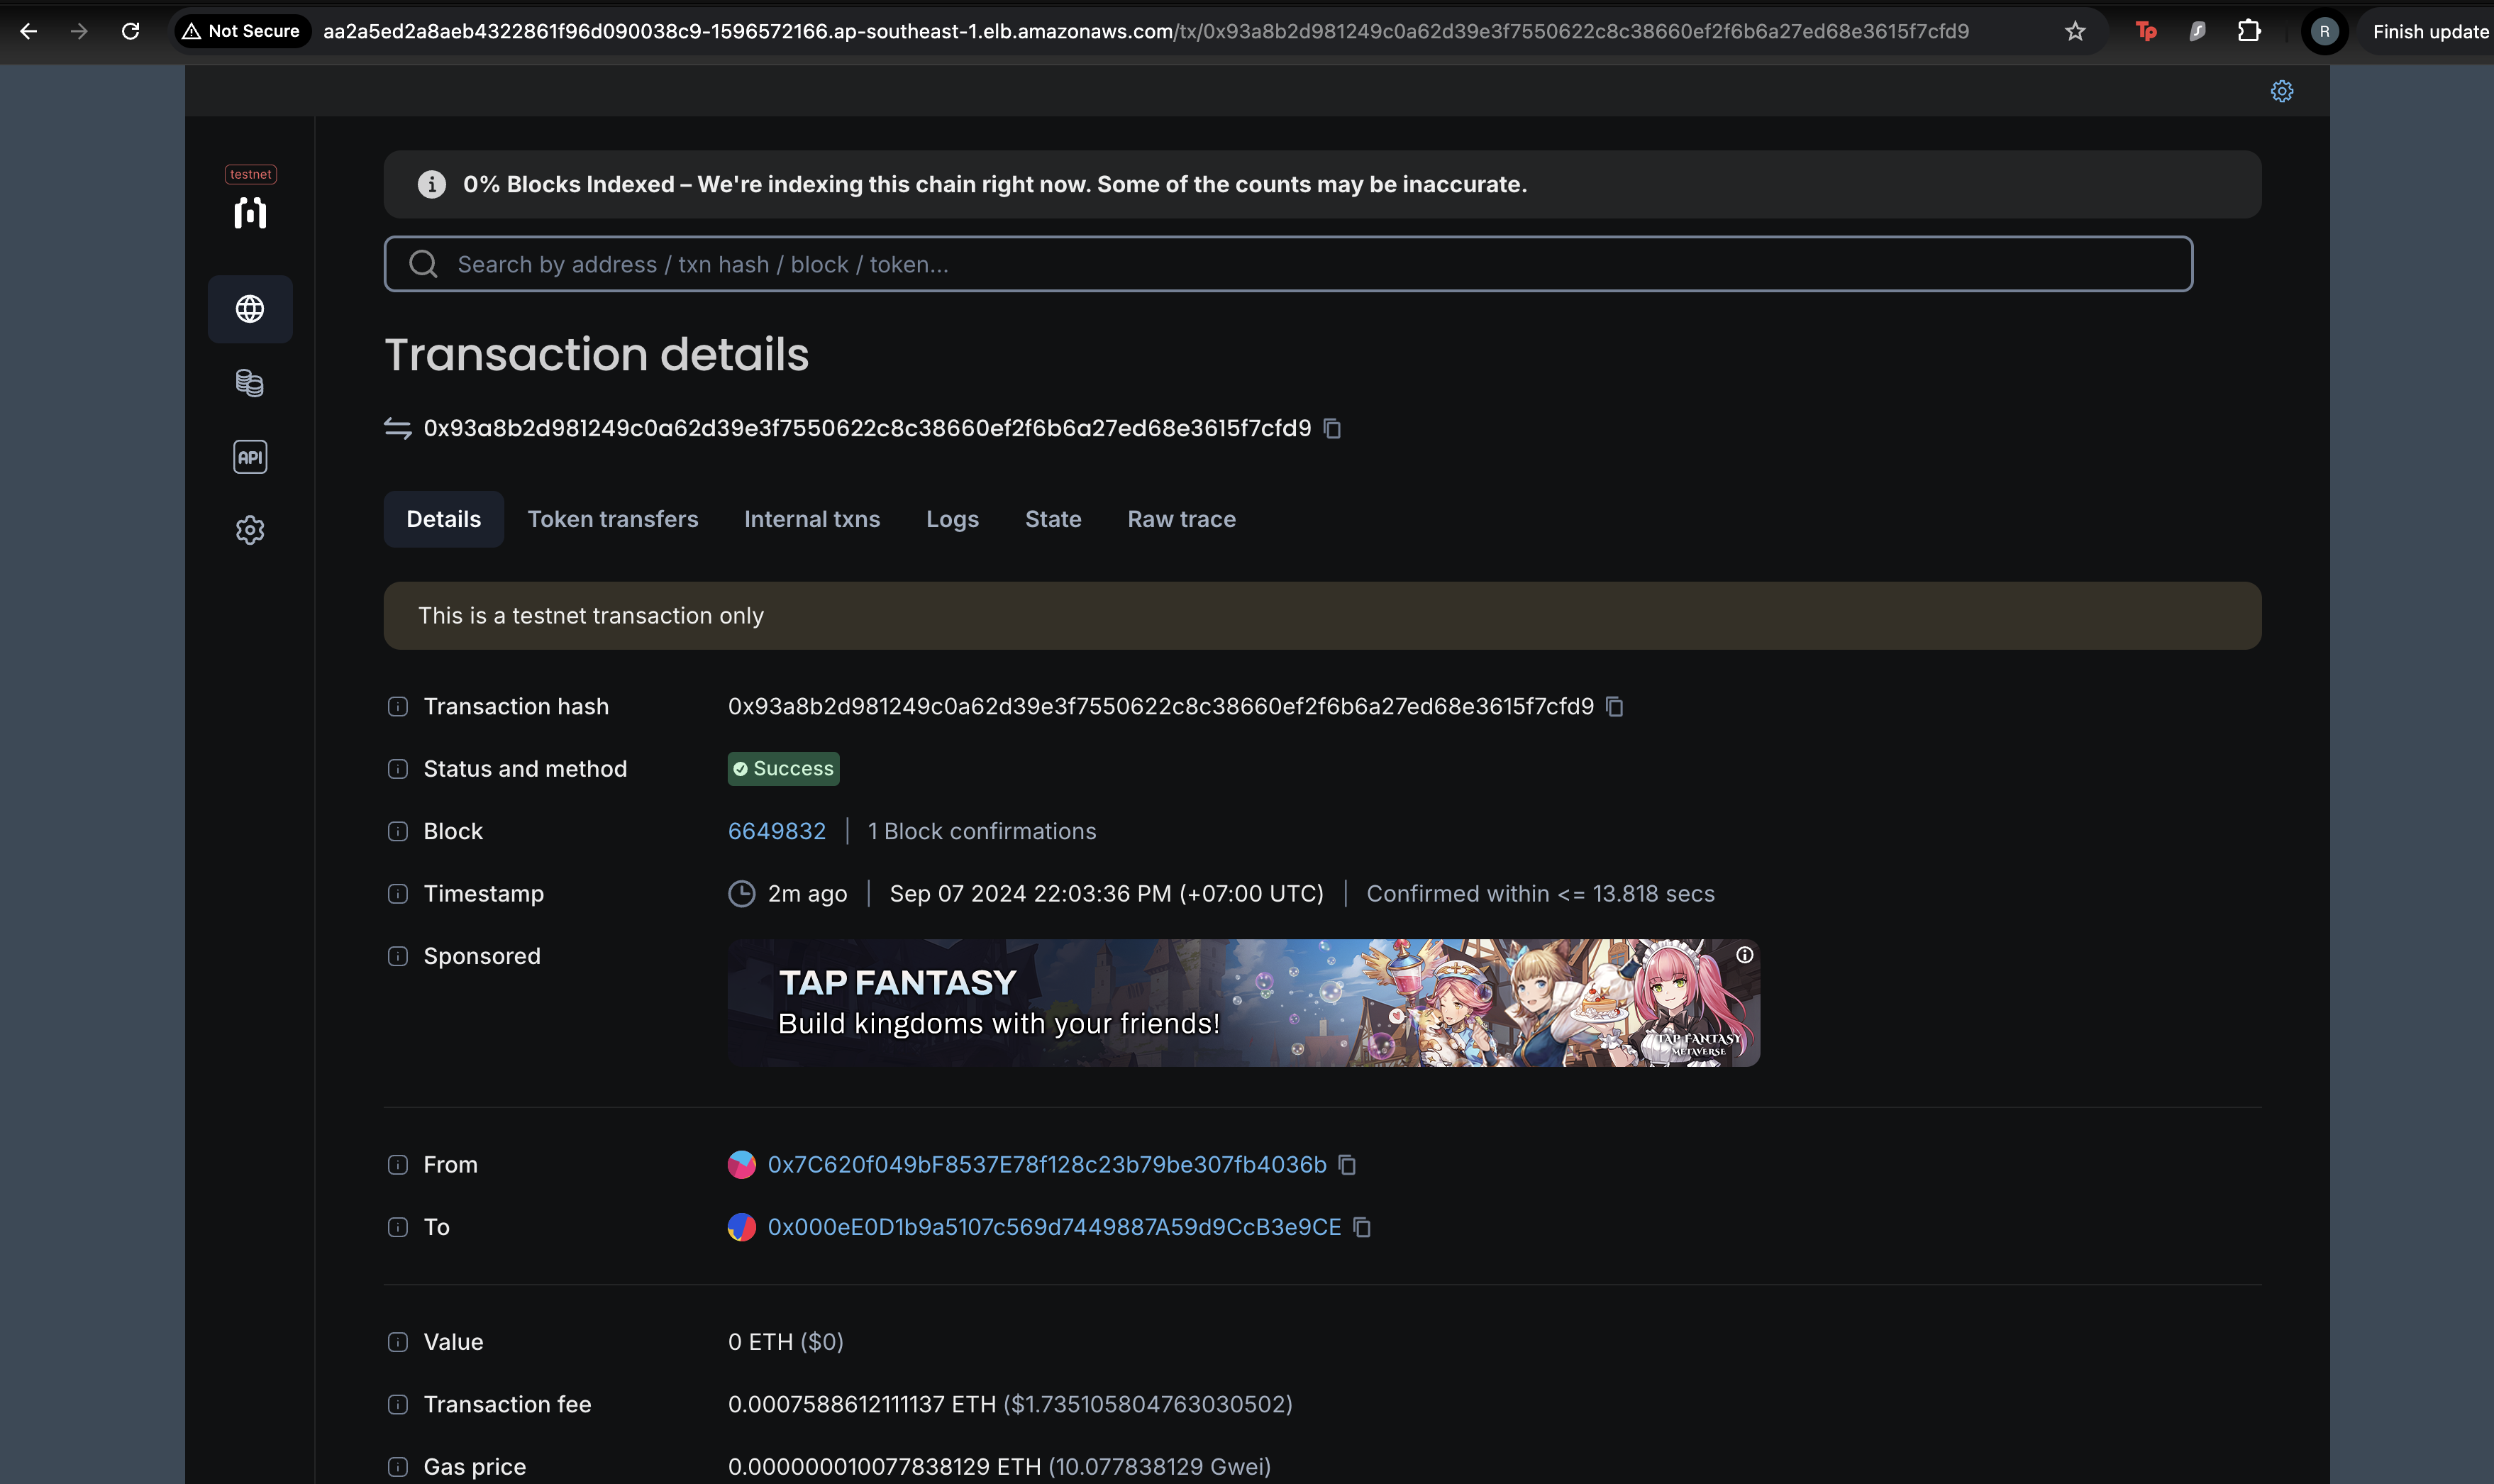 Not Secure aa2a5ed2a8aeb4322861f96d090038c9-1596572166.ap-southeast-1.elb.amazonaws.com/tx/0x93a8b2d981249c0a62d39e3f7550622c8c38660ef2f6b6a27ed68e3615f7cfd9 Tp R Finish update
testnet
0% Blocks Indexed – We're indexing this chain right now. Some of the counts may be inaccurate.
Search by address / txn hash / block / token...
Transaction details
0x93a8b2d981249c0a62d39e3f7550622c8c38660ef2f6b6a27ed68e3615f7cfd9
API
Details Token transfers Internal txns Logs State Raw trace
This is a testnet transaction only
Transaction hash 0x93a8b2d981249c0a62d39e3f7550622c8c38660ef2f6b6a27ed68e3615f7cfd9
Status and method Success
Block 6649832 | 1 Block confirmations
Timestamp 2m ago | Sep 07 2024 22:03:36 PM (+07:00 UTC) | Confirmed within <= 13.818 secs
Sponsored
TAP FANTASY
Build kingdoms with your friends!
TAP FANTASY
METAVERSE
From 0x7C620f049bF8537E78f128c23b79be307fb4036b
To 0x000eE0D1b9a5107c569d7449887A59d9CcB3e9CE
Value 0 ETH ($0)
Transaction fee 0.0007588612111137 ETH ($1.735105804763030502)
Gas price 0.000000010077838129 ETH (10.077838129 Gwei)